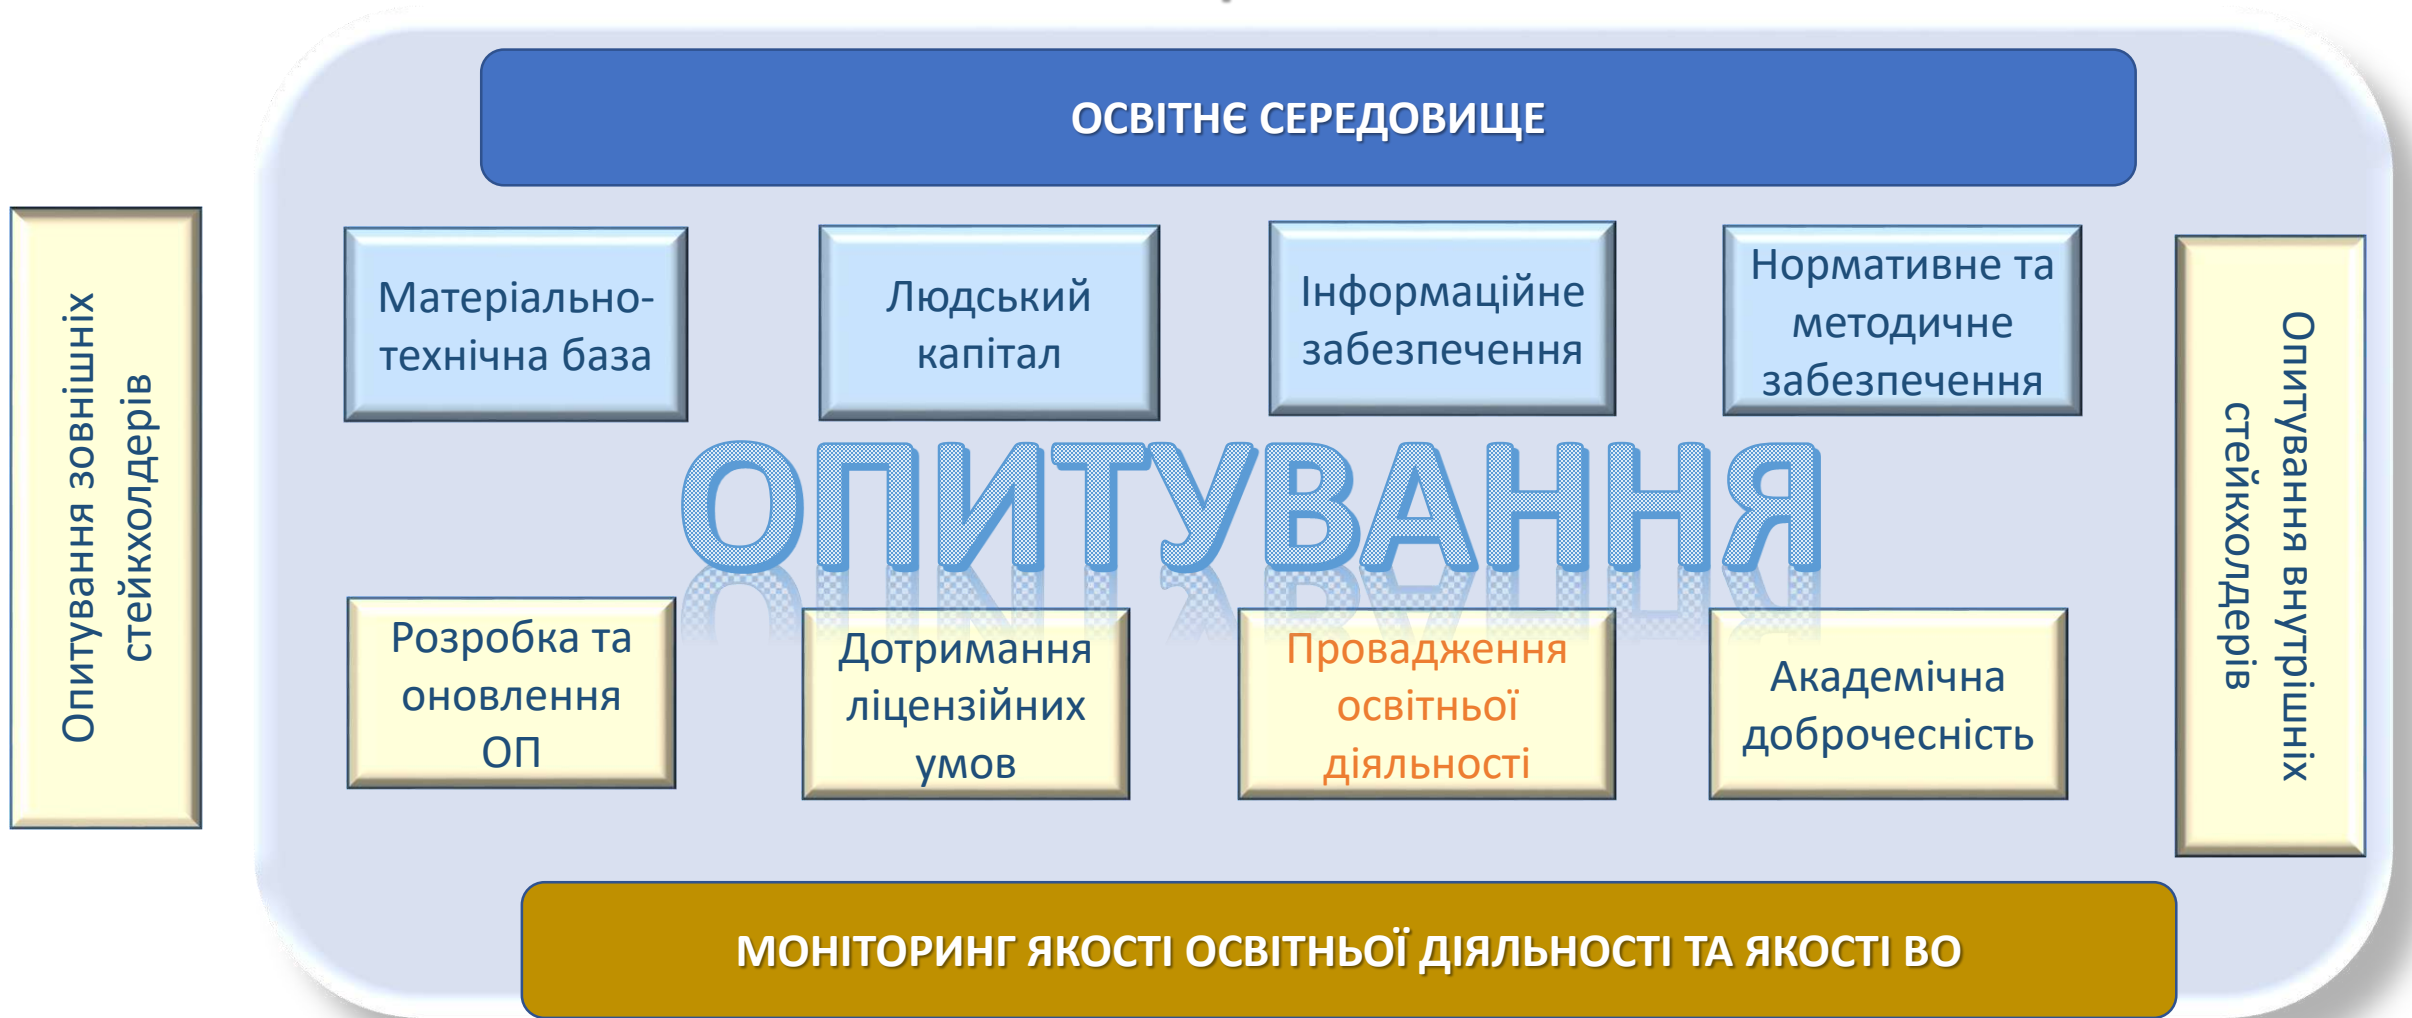 ОСВІТНЄ СЕРЕДОВИЩЕ
Опитування зовнішніх
стейкхолдерів
Матеріально-
технічна база
Людський
капітал
Інформаційне
забезпечення
Нормативне та
методичне
забезпечення
Опитування внутрішніх
стейкхолдерів
ОПИТУВАННЯ
Розробка та
оновлення
ОП
Дотримання
ліцензійних
умов
Провадження
освітньої
діяльності
Академічна
доброчесність
МОНІТОРИНГ ЯКОСТІ ОСВІТНЬОЇ ДІЯЛЬНОСТІ ТА ЯКОСТІ ВО